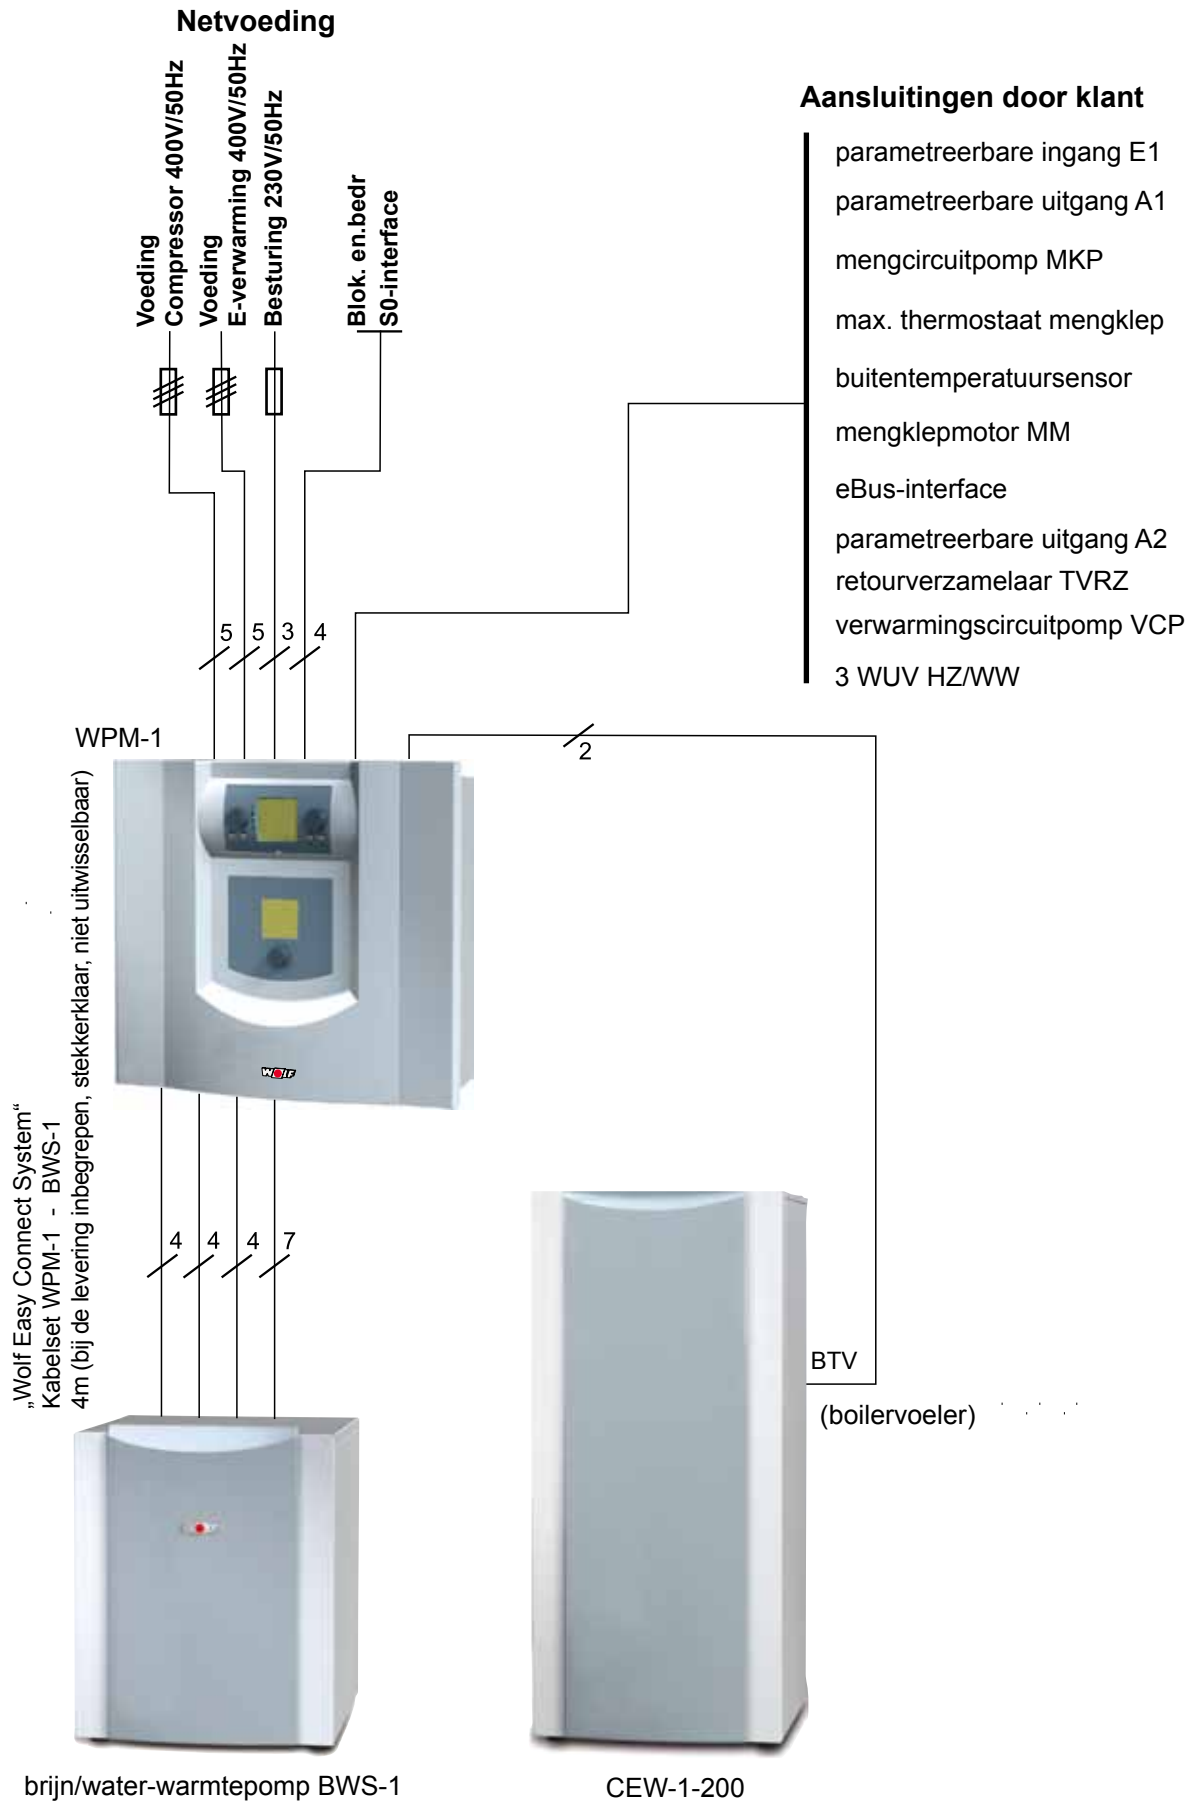 Netvoeding
Voeding
Compressor 400V/50Hz
Voeding
E-verwarming 400V/50Hz
Besturing 230V/50Hz
Blok. en.bedr
S0-interface
Aansluitingen door klant
parametreerbare ingang E1
parametreerbare uitgang A1
mengcircuitpomp MKP
max. thermostaat mengklep
buitentemperatuursensor
mengklepmotor MM
eBus-interface
parametreerbare uitgang A2
retourverzamelaar TVRZ
verwarmingscircuitpomp VCP
3 WUV HZ/WW
5 5 3 4
WPM-1
2
WOLF
„Wolf Easy Connect System“
Kabelset WPM-1 - BWS-1
4m (bij de levering inbegrepen, stekkerklaar, niet uitwisselbaar)
4 4 4 7
BTV
(boilervoeler)
brijn/water-warmtepomp BWS-1
CEW-1-200